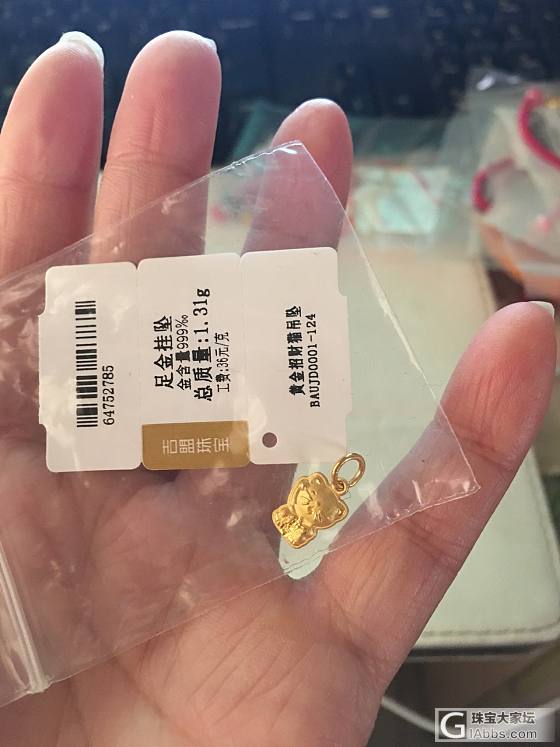 64752785
足金挂坠
金含量999‰
总质量:1.31g
工费:36元/克
吉盟珠宝
黄金招财猫吊坠
BAUJD0001-124
珠宝大家坛
GIAbbs.com